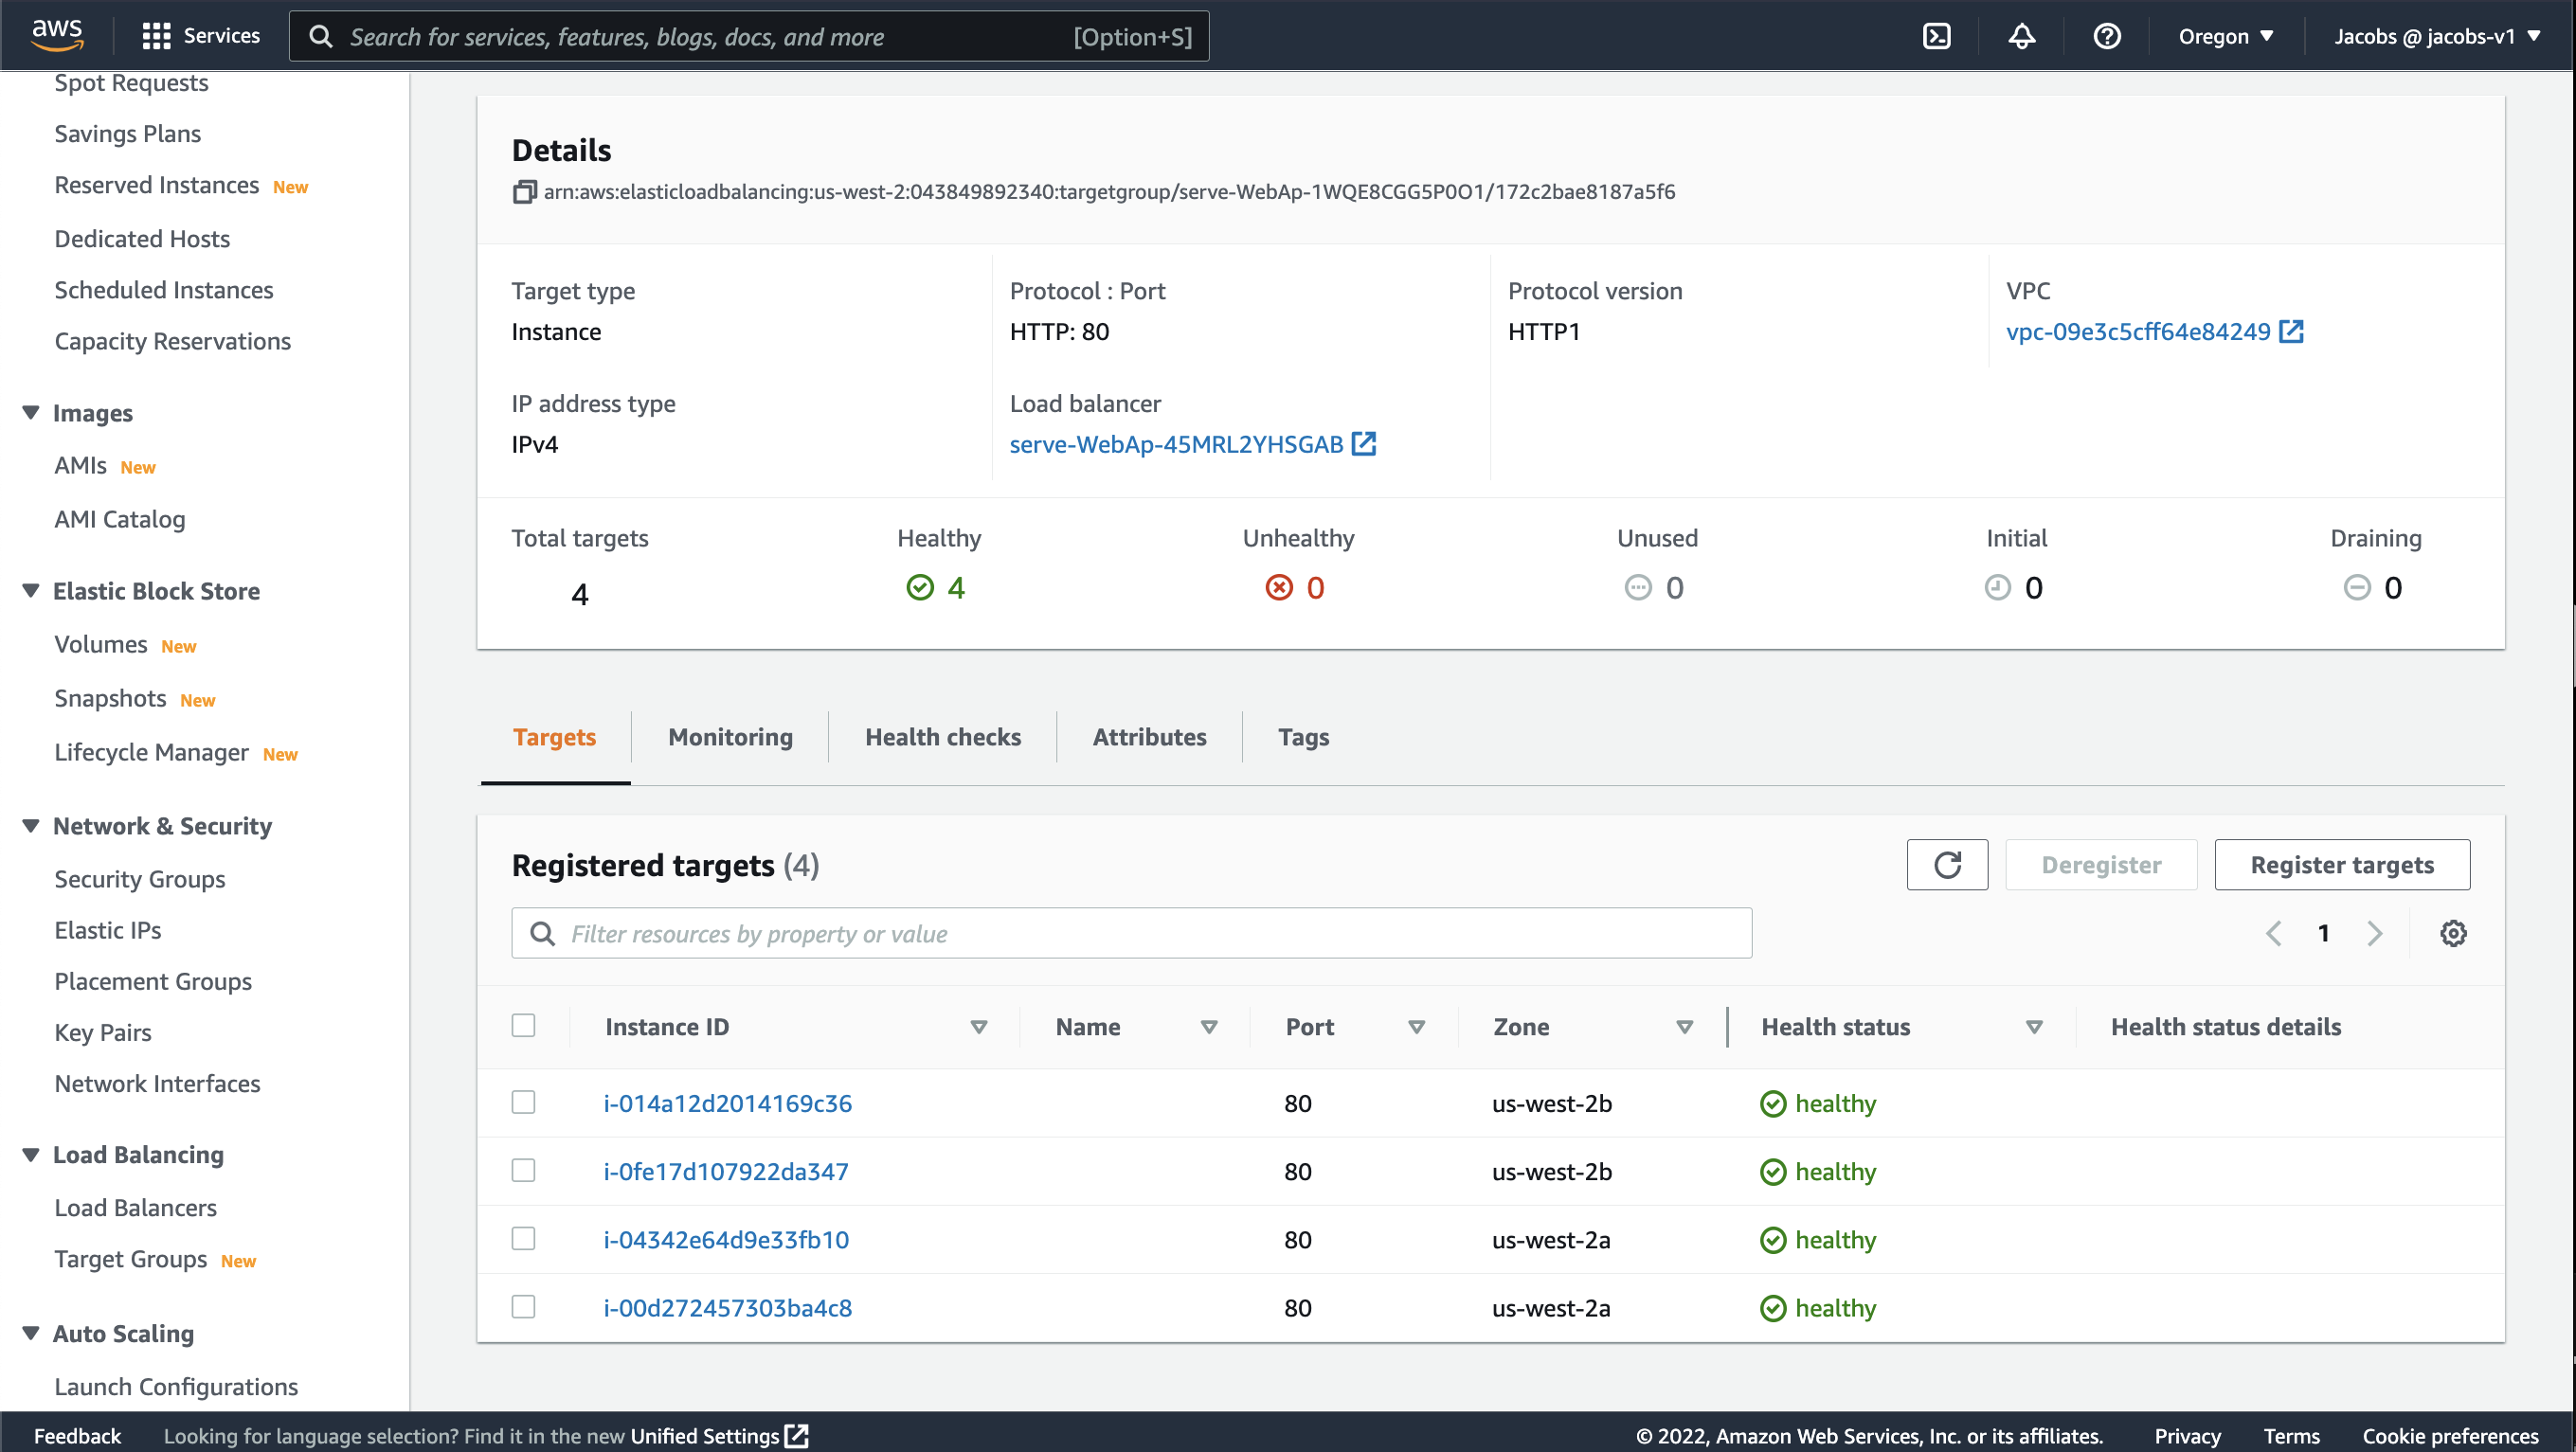 aws
Services
Search for services, features, blogs, docs, and more [Option+S]
Oregon
Jacobs @ jacobs-v1
Spot Requests
Savings Plans
Reserved Instances New
Dedicated Hosts
Scheduled Instances
Capacity Reservations
Images
AMIs New
AMI Catalog
Elastic Block Store
Volumes New
Snapshots New
Lifecycle Manager New
Network & Security
Security Groups
Elastic IPs
Placement Groups
Key Pairs
Network Interfaces
Load Balancing
Load Balancers
Target Groups New
Auto Scaling
Launch Configurations
Details
arn:aws:elasticloadbalancing:us-west-2:043849892340:targetgroup/serve-WebAp-1WQE8CGG5P0O1/172c2bae8187a5f6
Target type
Instance
Protocol : Port
HTTP: 80
Protocol version
HTTP1
VPC
vpc-09e3c5cff64e84249
IP address type
IPv4
Load balancer
serve-WebAp-45MRL2YHSGAB
Total targets
4
Healthy
4
Unhealthy
0
Unused
0
Initial
0
Draining
0
Targets Monitoring Health checks Attributes Tags
Registered targets (4)
Deregister
Register targets
Filter resources by property or value
1
Instance ID Name Port Zone Health status Health status details
i-014a12d2014169c36 80 us-west-2b healthy
i-0fe17d107922da347 80 us-west-2b healthy
i-04342e64d9e33fb10 80 us-west-2a healthy
i-00d272457303ba4c8 80 us-west-2a healthy
Feedback
Looking for language selection? Find it in the new Unified Settings
© 2022, Amazon Web Services, Inc. or its affiliates.
Privacy
Terms
Cookie preferences